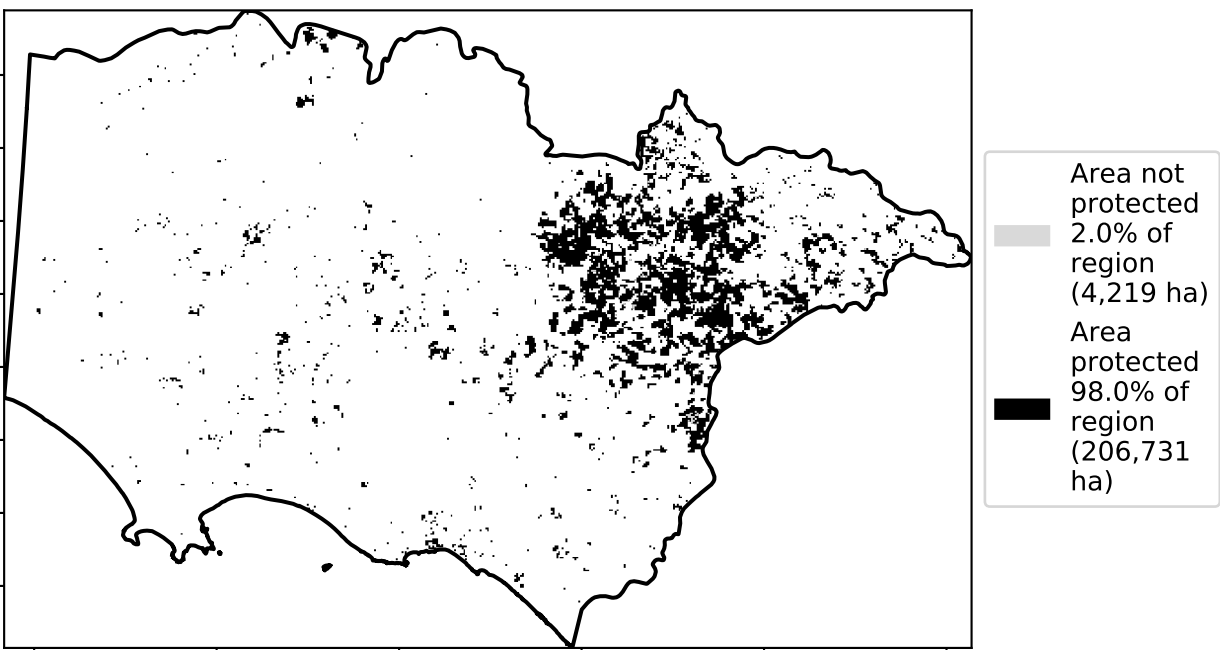 Area not
protected
2.0% of
region
(4,219 ha)
Area
protected
98.0% of
region
(206,731
ha)